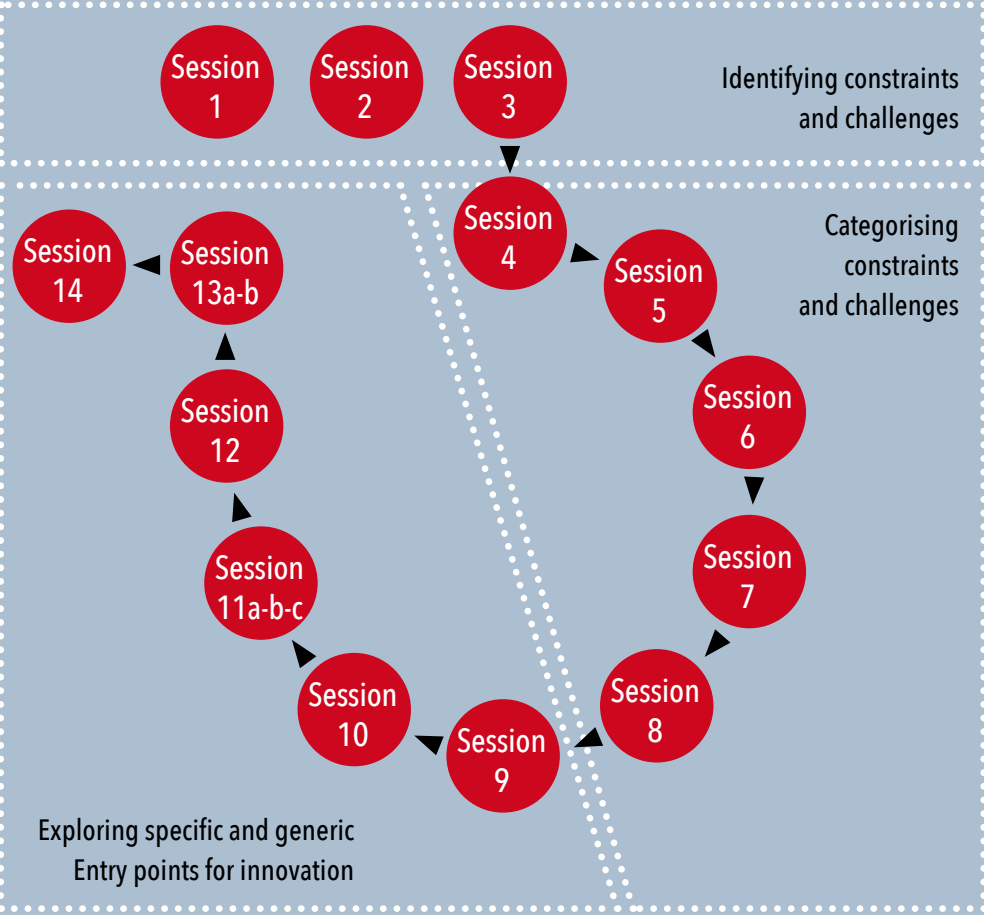 Session
1
Session
2
Session
3
Identifying constraints
and challenges
Session
4
Categorising
constraints
and challenges
Session
5
Session
6
Session
7
Session
8
Session
9
Session
10
Session
11a-b-c
Session
12
Session
13a-b
Session
14
Exploring specific and generic
Entry points for innovation